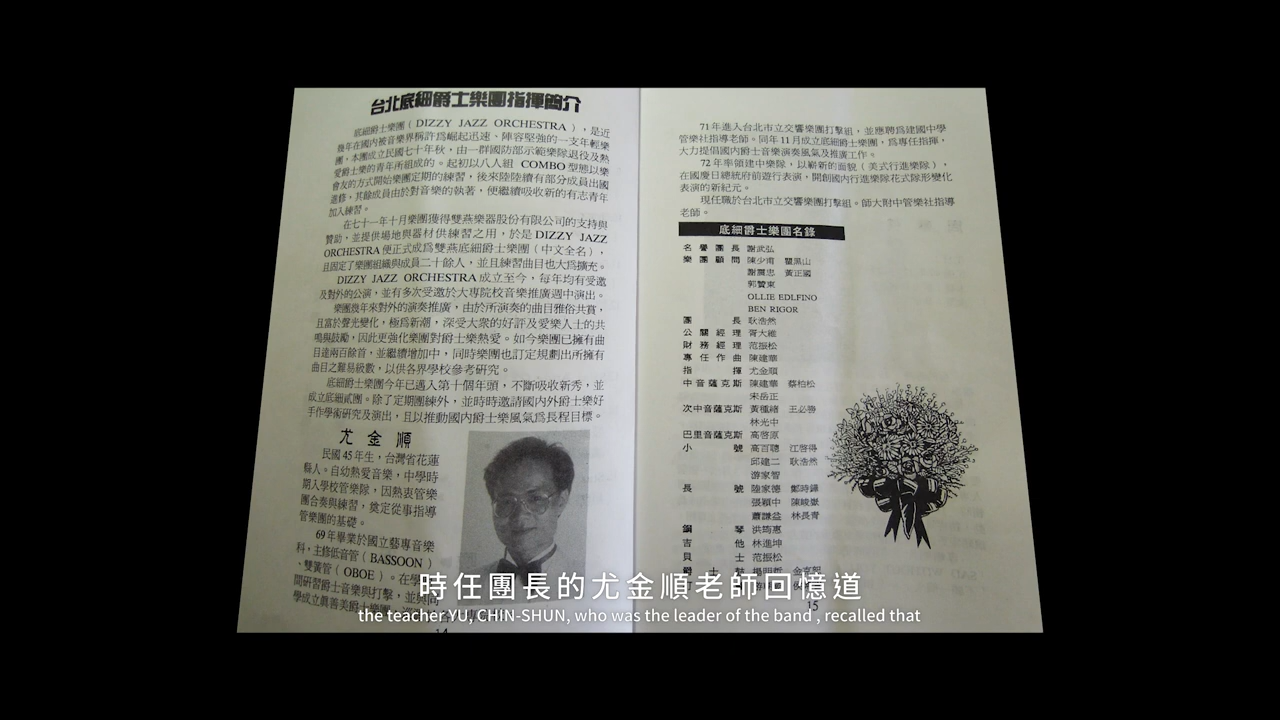 台北底細爵士樂團指揮簡介
底細爵士樂團(DIZZY JAZZ ORCHESTRA),是近
幾年在國內被音樂界稱許為崛起迅速、陣容堅強的一支年輕樂
團。本團成立民國七十年秋,由一群國防部示範樂隊退役及熱
愛爵士樂的青年所組成的。起初以八人組 COMBO 型態以樂
會友的方式開始樂團定期的練習,後來陸陸續有部分成員出國
進修,其餘成員由於對音樂的執著,便繼續吸收新的有志青年
加入練習。
在七十一年十月樂團獲得雙燕樂器股份有限公司的支持與
贊助,並提供場地與器材供練習之用,於是DIZZY JAZZ
ORCHESTRA便正式成為雙燕底細爵士樂團(中文全名),
且固定了樂團組織與成員二十餘人,並且練習曲目也大為擴充。
DIZZY JAZZ ORCHESTRA成立至今,每年均有受邀
及對外的公演,並有多次受邀於大專院校音樂推廣週中演出。
樂團幾年來對外的演奏推廣,由於所演奏的曲目雅俗共賞,
且富於聲光變化,極為新潮,深受大眾的好評及愛樂人士的共
鳴與鼓勵,因此更強化樂團對爵士樂熱愛。如今樂團已擁有曲
目達兩百餘首,並繼續增加中,同時樂團也訂定規劃出所擁有
曲目之難易級數,以供各界學校參考研究。
底細爵士樂團今年已邁入第十個年頭,不斷吸收新秀,並
成立底細貳團。除了定期團練外,並時時邀請國內外爵士樂好
手作學術研究及演出,且以推動國內爵士樂風氣為長程目標。
尤金順
民國45年生,台灣省花蓮
縣人。自幼熱愛音樂,中學時
期入學校管樂隊,因熱衷管樂
團合奏與練習,奠定從事指導
管樂團的基礎。
69年畢業於國立藝專音樂
科,主修低音管(BASSOON)
、雙簧管(OBOE)。在學
開研習爵士音樂與打擊,並與同
學成立真善美爵士樂團
14
71年進入台北市立交響樂團打擊組,並應聘為建國中學
管樂社指導老師。同年11月成立底細爵士樂團,為專任指揮,
大力提倡國內爵士音樂演奏風氣及推廣工作。
72年率領建中樂隊,以嶄新的面貌(美式行進樂隊),
在國慶日總統府前遊行表演,開創國內行進樂隊花式隊形變化
表演的新紀元。
現任職於台北市立交響樂團打擊組。師大附中管樂社指導
老師。
底細爵士樂團名錄
名譽團長 謝武弘
樂團顧問 陳少甫 瞿黑山
謝震忠 黃正國
郭贊東
OLLIE EDLFINO
BEN RIGOR
團長 耿浩然
公關經理 胥大維
財務經理 范振松
專任作曲 陳建華
指揮 尤金順
中音薩克斯 陳建華 蔡柏松
宋岳正
次中音薩克斯 黃種緒 王必勝
林光中
巴里音薩克斯 高啓原
小號 高百聰 江啓得
邱建二 耿浩然
游家智
長號 陸家德 鄭時鐸
張穎中 陳峻嶽
蕭謙益 林長青
鋼琴 洪筠惠
吉他 林進坤
貝士 范振松
爵士鼓
15
時任團長的尤金順老師回憶道
the teacher YU, CHIN-SHUN, who was the leader of the band , recalled that